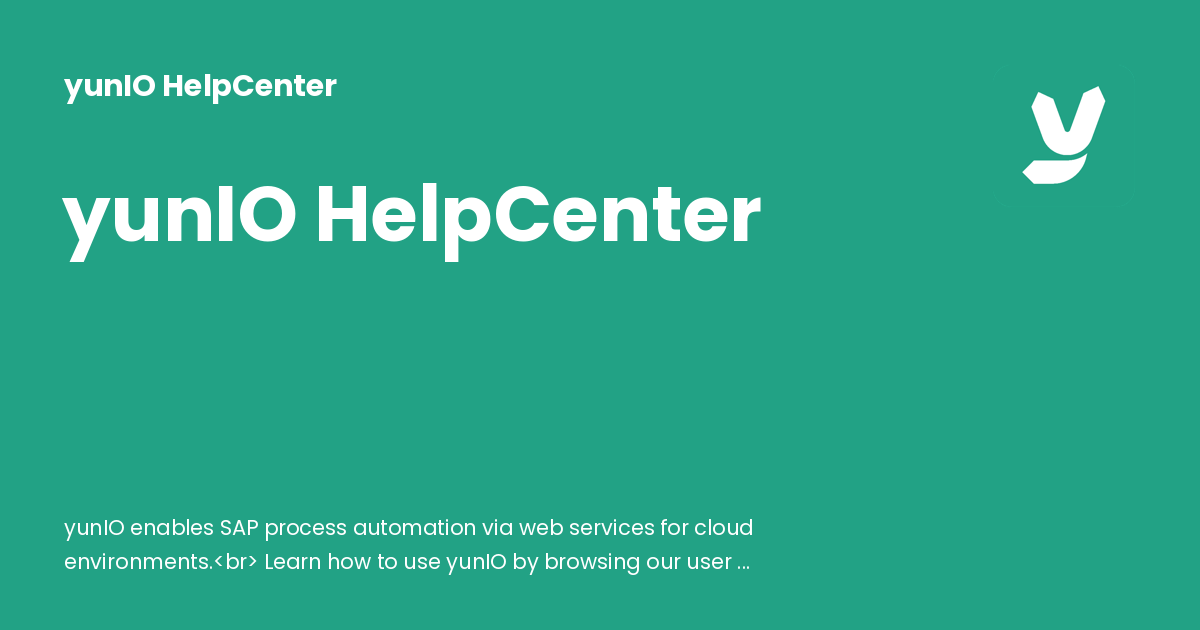 yunIO HelpCenter
yunIO HelpCenter
yunIO enables SAP process automation via web services for cloud
environments.<br> Learn how to use yunIO by browsing our user ...